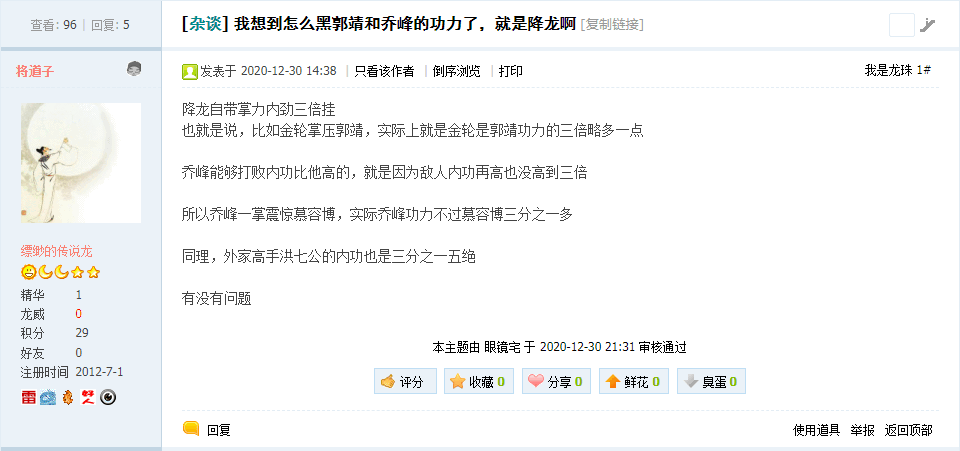 查看: 96 | 回复: 5
[杂谈] 我想到怎么黑郭靖和乔峰的功力了，就是降龙啊 [复制链接]
将道子
发表于 2020-12-30 14:38 | 只看该作者 | 倒序浏览 | 打印
我是龙珠 1#
降龙自带掌力内劲三倍挂
也就是说，比如金轮掌压郭靖，实际上就是金轮是郭靖功力的三倍略多一点
乔峰能够打败内功比他高的，就是因为敌人内功再高也没高到三倍
所以乔峰一掌震惊慕容博，实际乔峰功力不过慕容博三分之一多
同理，外家高手洪七公的内功也是三分之一五绝
有没有问题
缥缈的传说龙
精华 1
龙威 0
积分 29
好友 0
注册时间 2012-7-1
雷
本主题由 眼镜宅 于 2020-12-30 21:31 审核通过
评分
收藏 0
分享 0
鲜花 0
臭蛋 0
回复
使用道具 举报 返回顶部